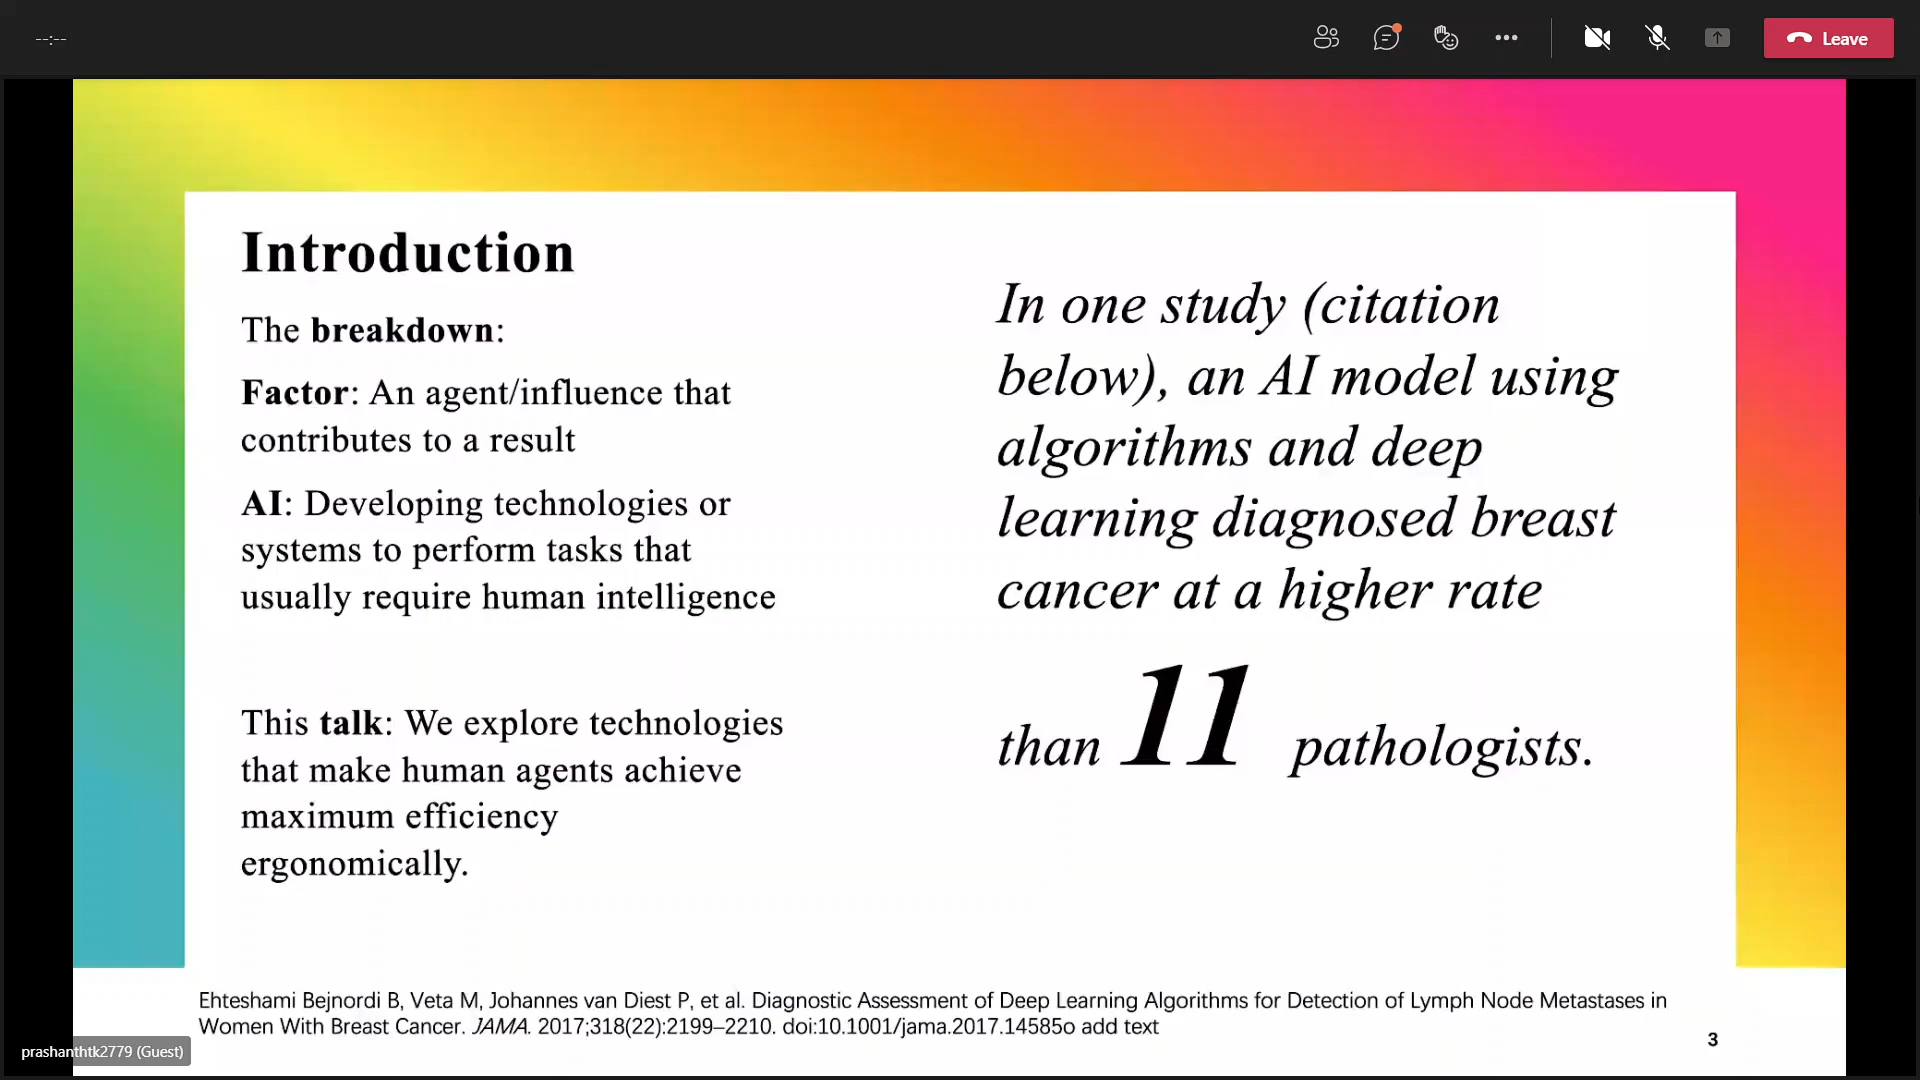 --:--
Leave
Introduction
The breakdown:
Factor: An agent/influence that
contributes to a result
AI: Developing technologies or
systems to perform tasks that
usually require human intelligence
This talk: We explore technologies
that make human agents achieve
maximum efficiency
ergonomically.
In one study (citation
below), an AI model using
algorithms and deep
learning diagnosed breast
cancer at a higher rate
than 11 pathologists.
Ehteshami Bejnordi B, Veta M, Johannes van Diest P, et al. Diagnostic Assessment of Deep Learning Algorithms for Detection of Lymph Node Metastases in
Women With Breast Cancer. JAMA. 2017;318(22):2199–2210. doi:10.1001/jama.2017.14585o add text
3
prashanthtk2779 (Guest)